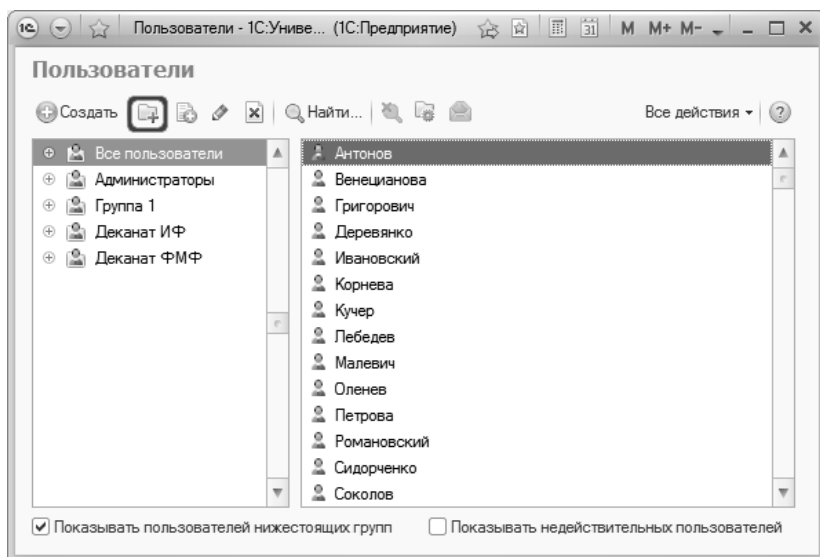 1С Пользователи - 1С:Униве... (1С:Предприятие) 31 M M+ M-
Пользователи
Создать Найти... Все действия ?
Все пользователи
Администраторы
Группа 1
Деканат ИФ
Деканат ФМФ
Антонов
Венецианова
Григорович
Деревянко
Ивановский
Корнева
Кучер
Лебедев
Малевич
Оленев
Петрова
Романовский
Сидорченко
Соколов
Показывать пользователей нижестоящих групп Показывать недействительных пользователей